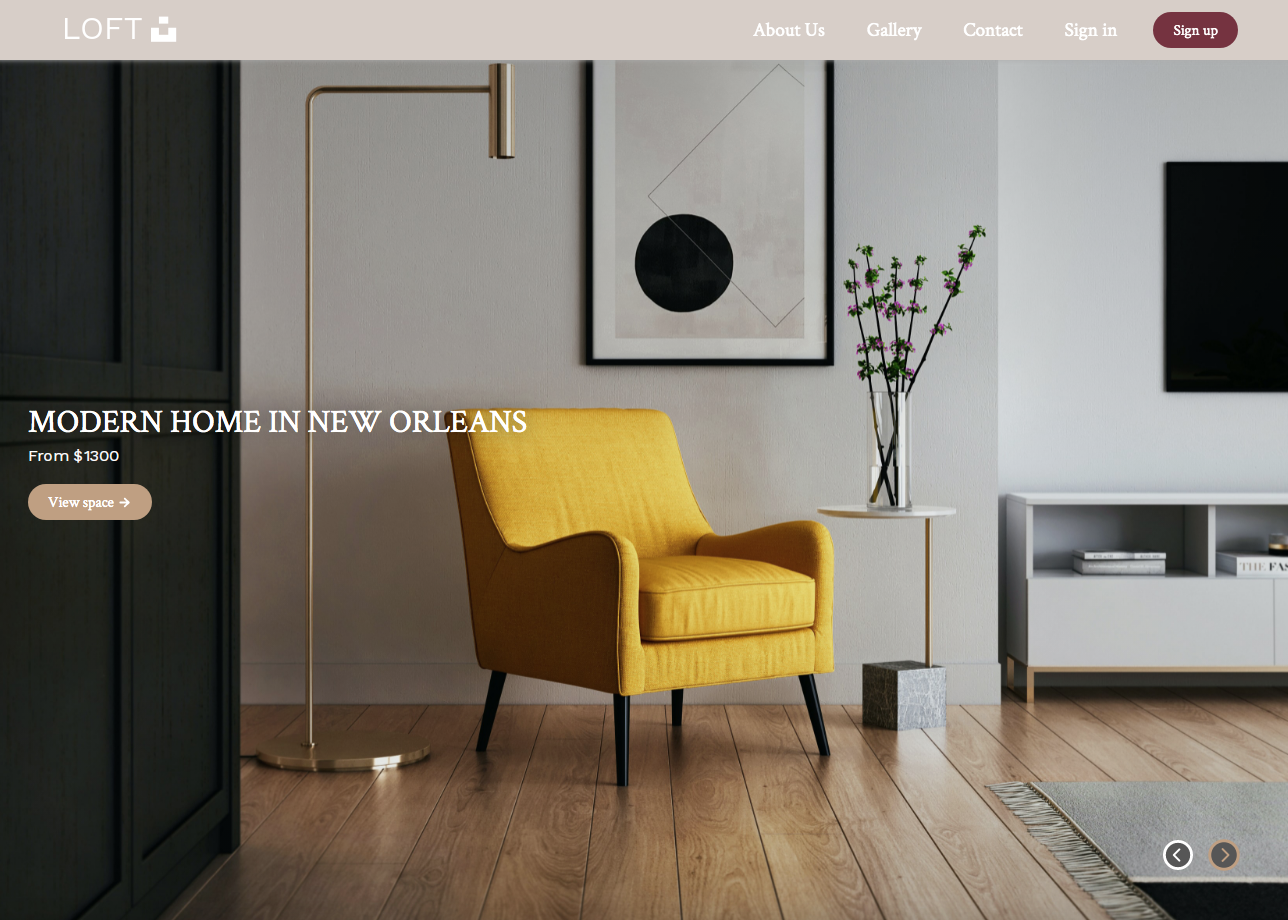 LOFT
About Us
Gallery
Contact
Sign in
Sign up
MODERN HOME IN NEW ORLEANS
From $1300
View space →
THE FAS